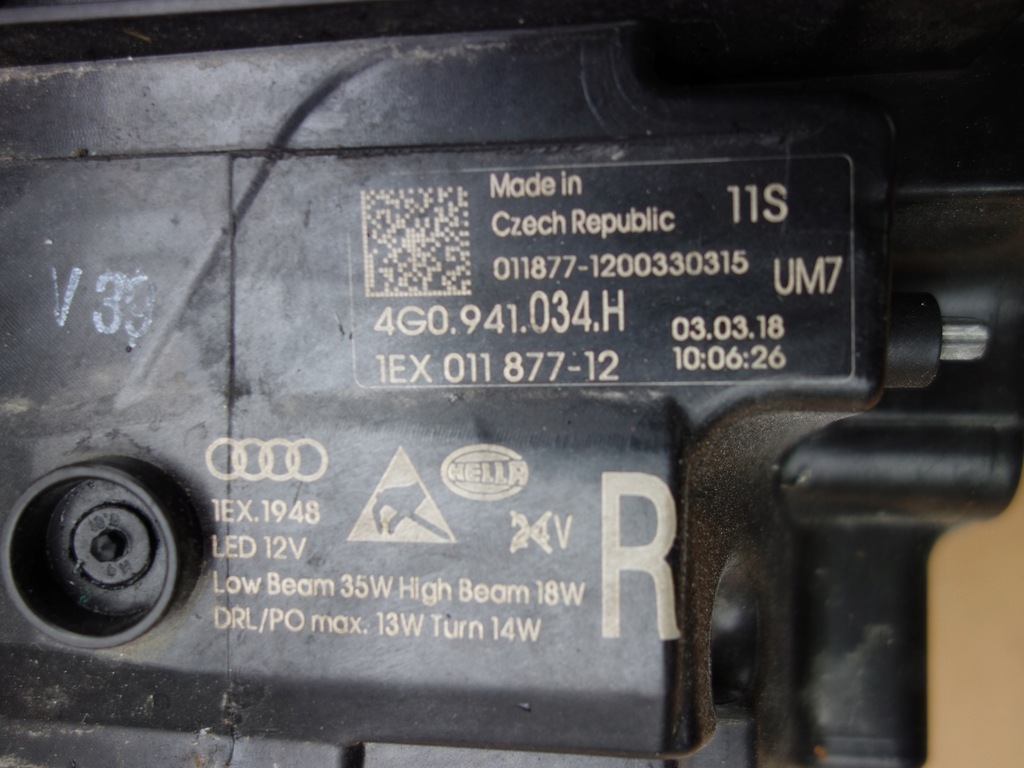 Made in
Czech Republic
11S
011877-1200330315
UM7
4G0.941.034.H
03.03.18
1EX 011 877-12
10:06:26
V 39
HELLA
1EX.1948
24V
LED 12V
R
Low Beam 35W High Beam 18W
DRL/PO max. 13W Turn 14W